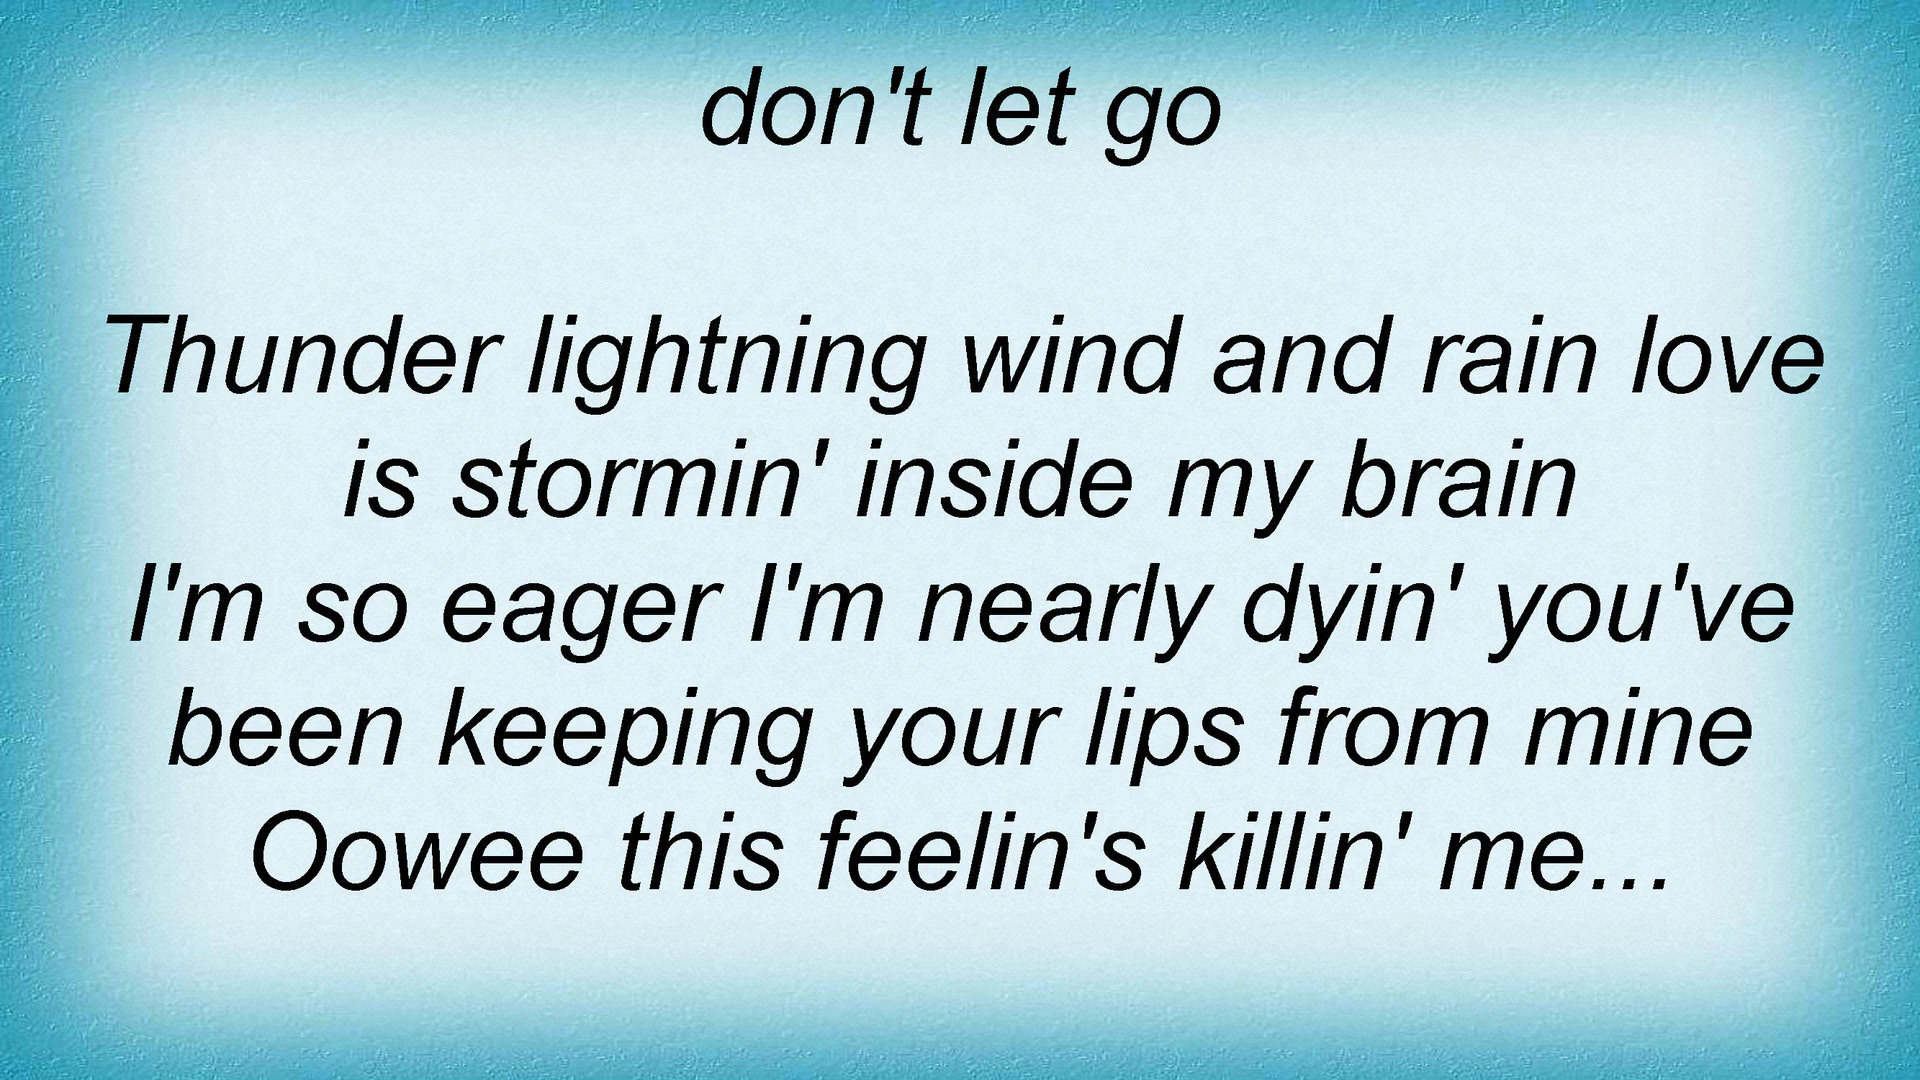 don't let go
Thunder lightning wind and rain love
is stormin' inside my brain
I'm so eager I'm nearly dyin' you've
been keeping your lips from mine
Oowee this feelin's killin' me...